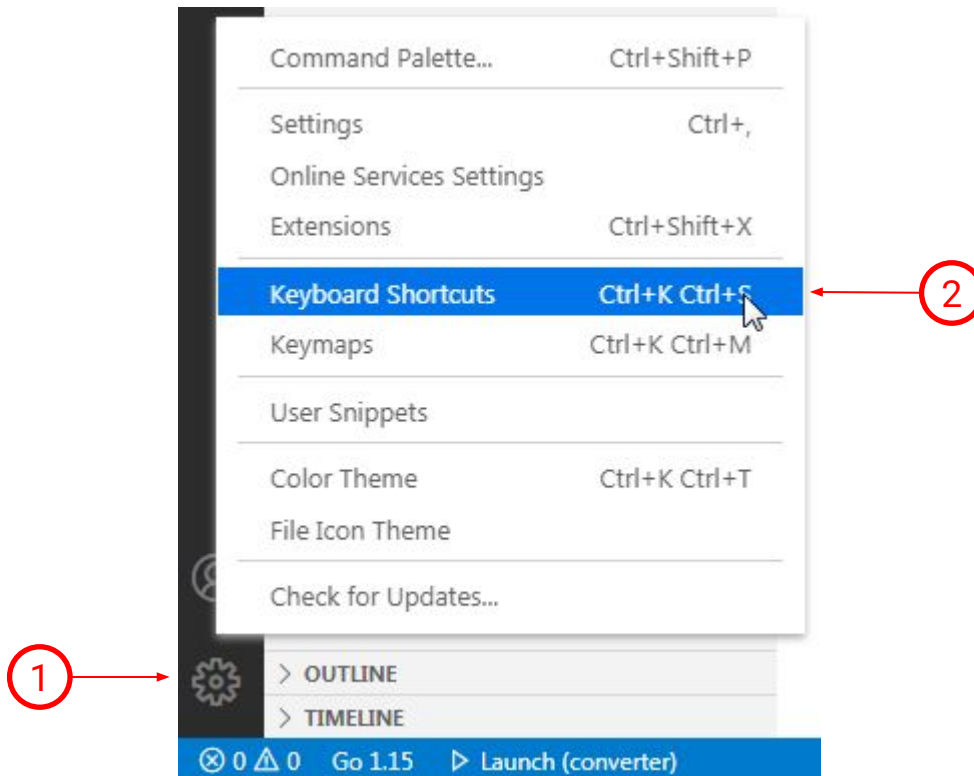 Command Palette... Ctrl+Shift+P
Settings Ctrl+,
Online Services Settings
Extensions Ctrl+Shift+X
Keyboard Shortcuts Ctrl+K Ctrl+S
2
Keymaps Ctrl+K Ctrl+M
User Snippets
Color Theme Ctrl+K Ctrl+T
File Icon Theme
Check for Updates...
1
> OUTLINE
> TIMELINE
0 0 Go 1.15 Launch (converter)